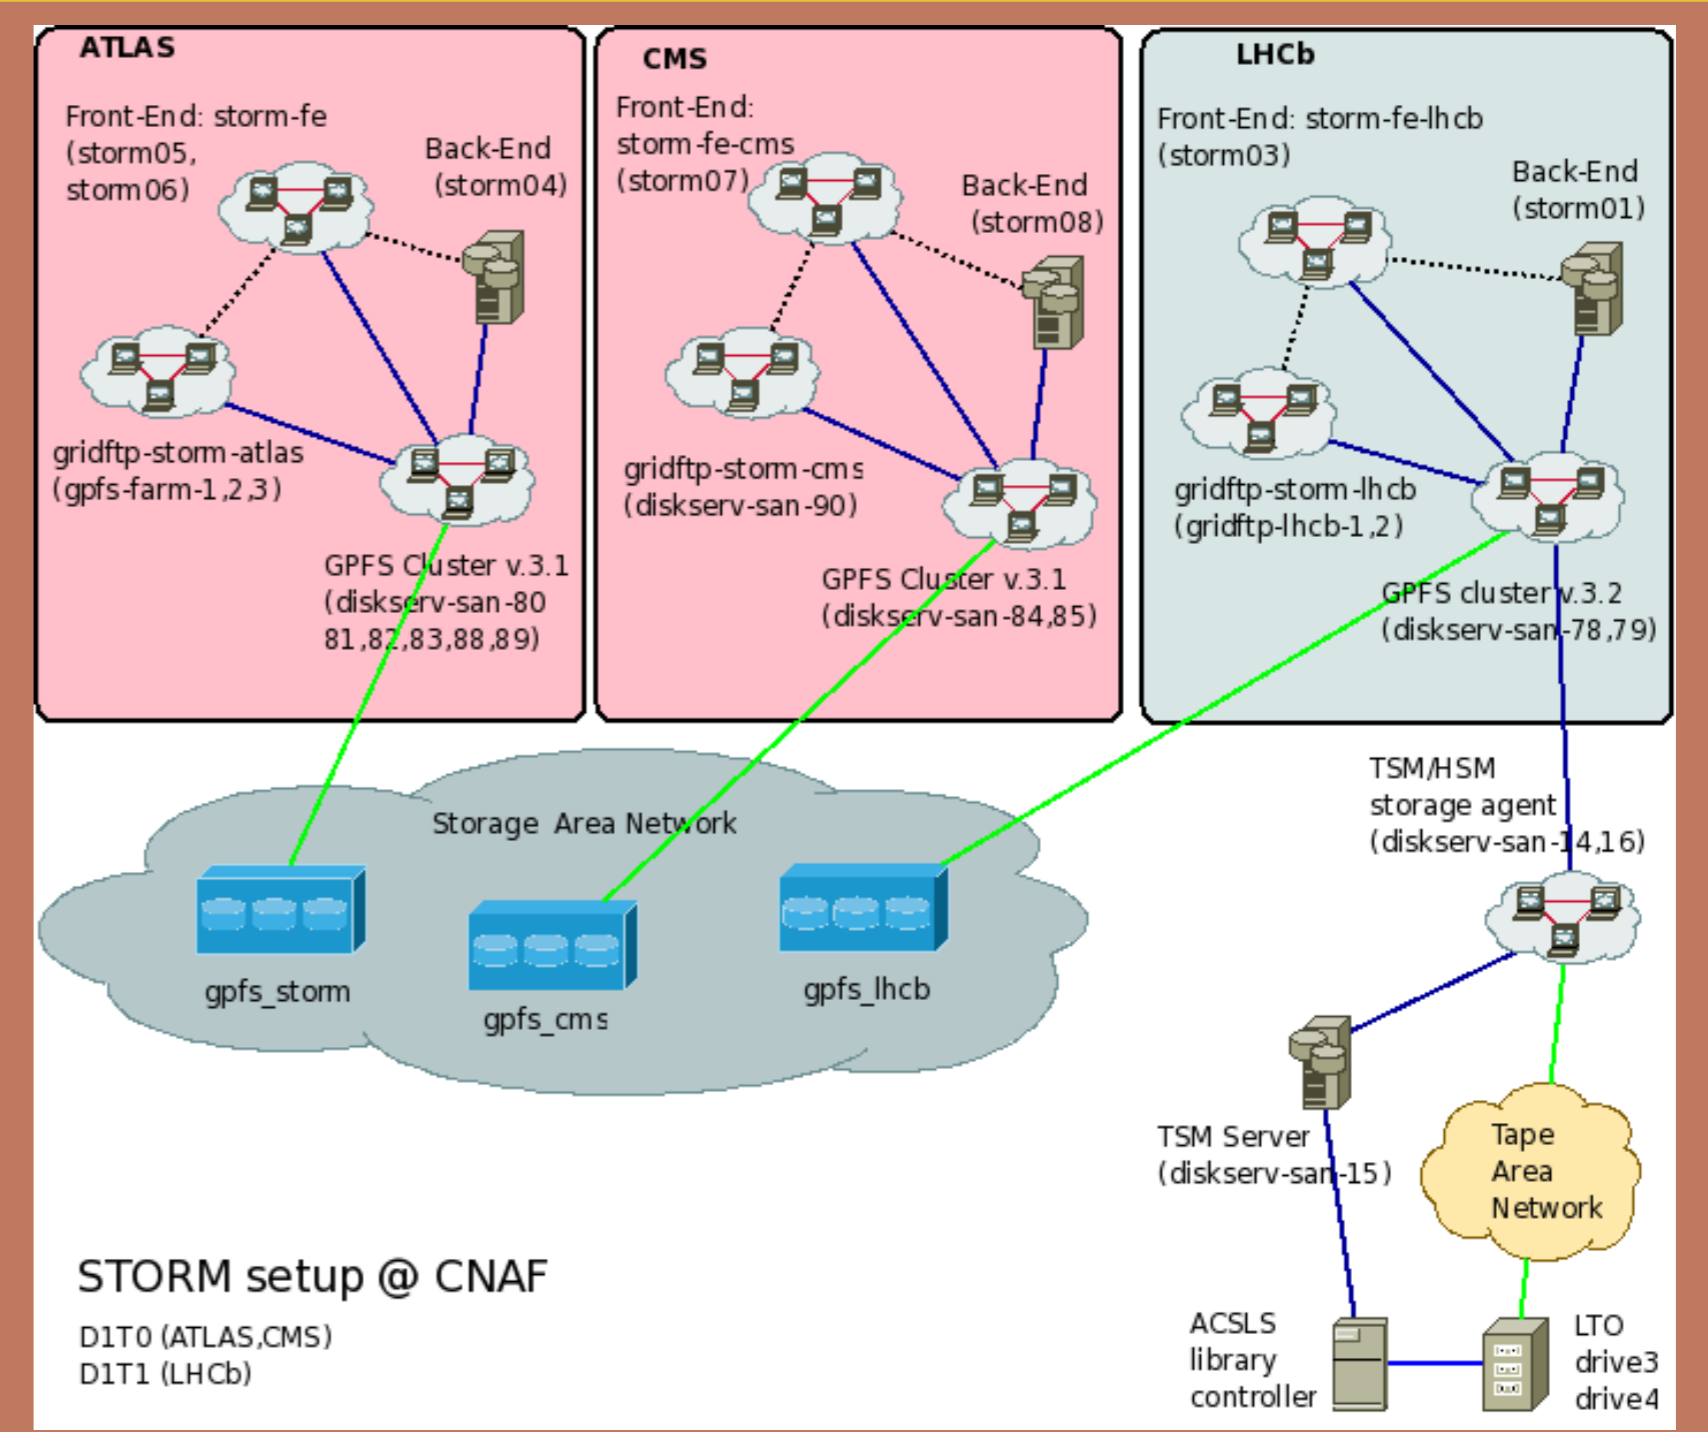 ATLAS
Front-End: storm-fe
(storm05,
storm06)
Back-End
(storm04)
gridftp-storm-atlas
(gpfs-farm-1,2,3)
GPFS Cluster v.3.1
(diskserv-san-80
81,82,83,88,89)
CMS
Front-End:
storm-fe-cms
(storm07)
Back-End
(storm08)
gridftp-storm-cms
(diskserv-san-90)
GPFS Cluster v.3.1
(diskserv-san-84,85)
LHCb
Front-End: storm-fe-lhcb
(storm03)
Back-End
(storm01)
gridftp-storm-lhcb
(gridftp-lhcb-1,2)
GPFS cluster v.3.2
(diskserv-san-78,79)
Storage Area Network
gpfs_storm
gpfs_cms
gpfs_lhcb
TSM/HSM
storage agent
(diskserv-san-14,16)
TSM Server
(diskserv-san-15)
Tape
Area
Network
ACSLS
library
controller
LTO
drive3
drive4
STORM setup @ CNAF
D1T0 (ATLAS,CMS)
D1T1 (LHCb)